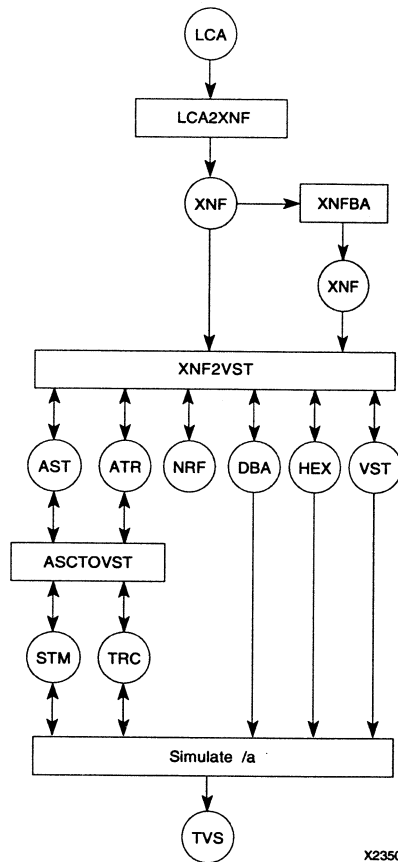 LCA
LCA2XNF
XNF
XNFBA
XNF
XNF2VST
AST
ATR
NRF
DBA
HEX
VST
ASCTOVST
STM
TRC
Simulate /a
TVS
X2350